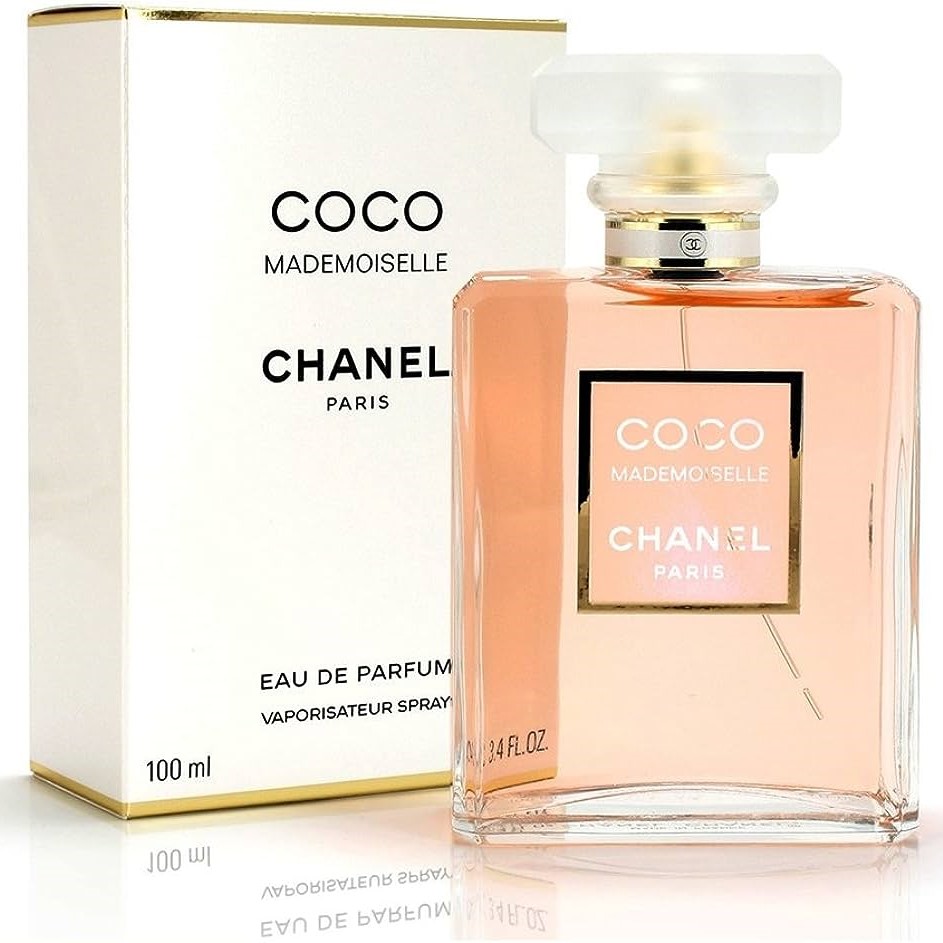 COCO
MADEMOISELLE
CHANEL
PARIS
EAU DE PARFUM
VAPORISATEUR SPRAY
100 ml
COCO
MADEMOISELLE
CHANEL
PARIS
3.4 FL.OZ.